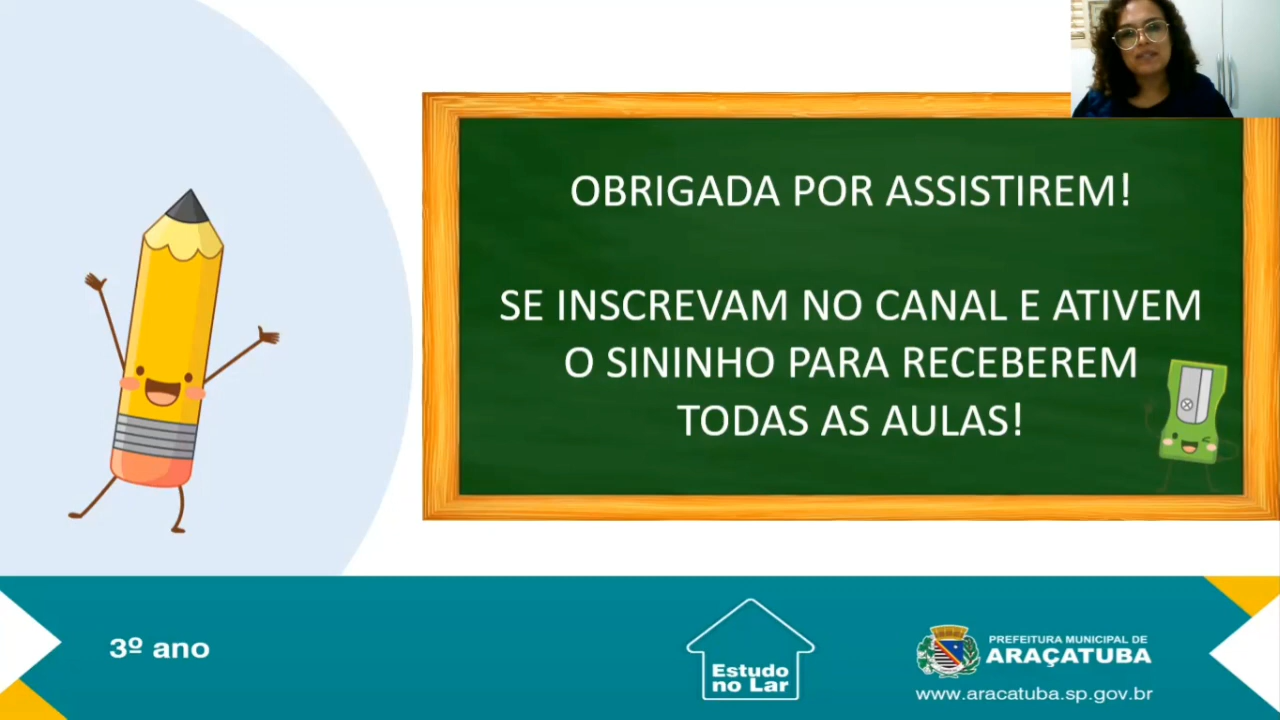 OBRIGADA POR ASSISTIREM!
SE INSCREVAM NO CANAL E ATIVEM
O SININHO PARA RECEBEREM
TODAS AS AULAS!
3º ano
Estudo
no Lar
PREFEITURA MUNICIPAL DE
ARAÇATUBA
www.aracatuba.sp.gov.br